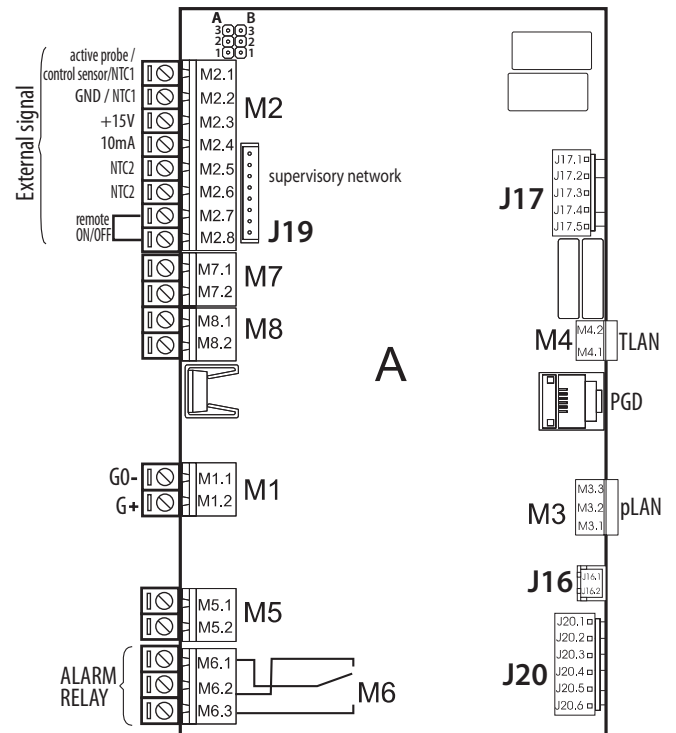 A B
3 3
2 2
1 1
External signal
active probe /
control sensor/NTC1
GND / NTC1
+15V
10mA
NTC2
NTC2
remote
ON/OFF
M2.1
M2.2
M2.3
M2.4
M2.5
M2.6
M2.7
M2.8
M2
supervisory network
J19
M7.1
M7.2
M7
M8.1
M8.2
M8
A
G0-
G+
M1.1
M1.2
M1
M5.1
M5.2
M5
ALARM
RELAY
M6.1
M6.2
M6.3
M6
J17
J17.1
J17.2
J17.3
J17.4
J17.5
M4
M4.2
M4.1
TLAN
PGD
M3
M3.3
M3.2
M3.1
pLAN
J16
J16.1
J16.2
J20
J20.1
J20.2
J20.3
J20.4
J20.5
J20.6